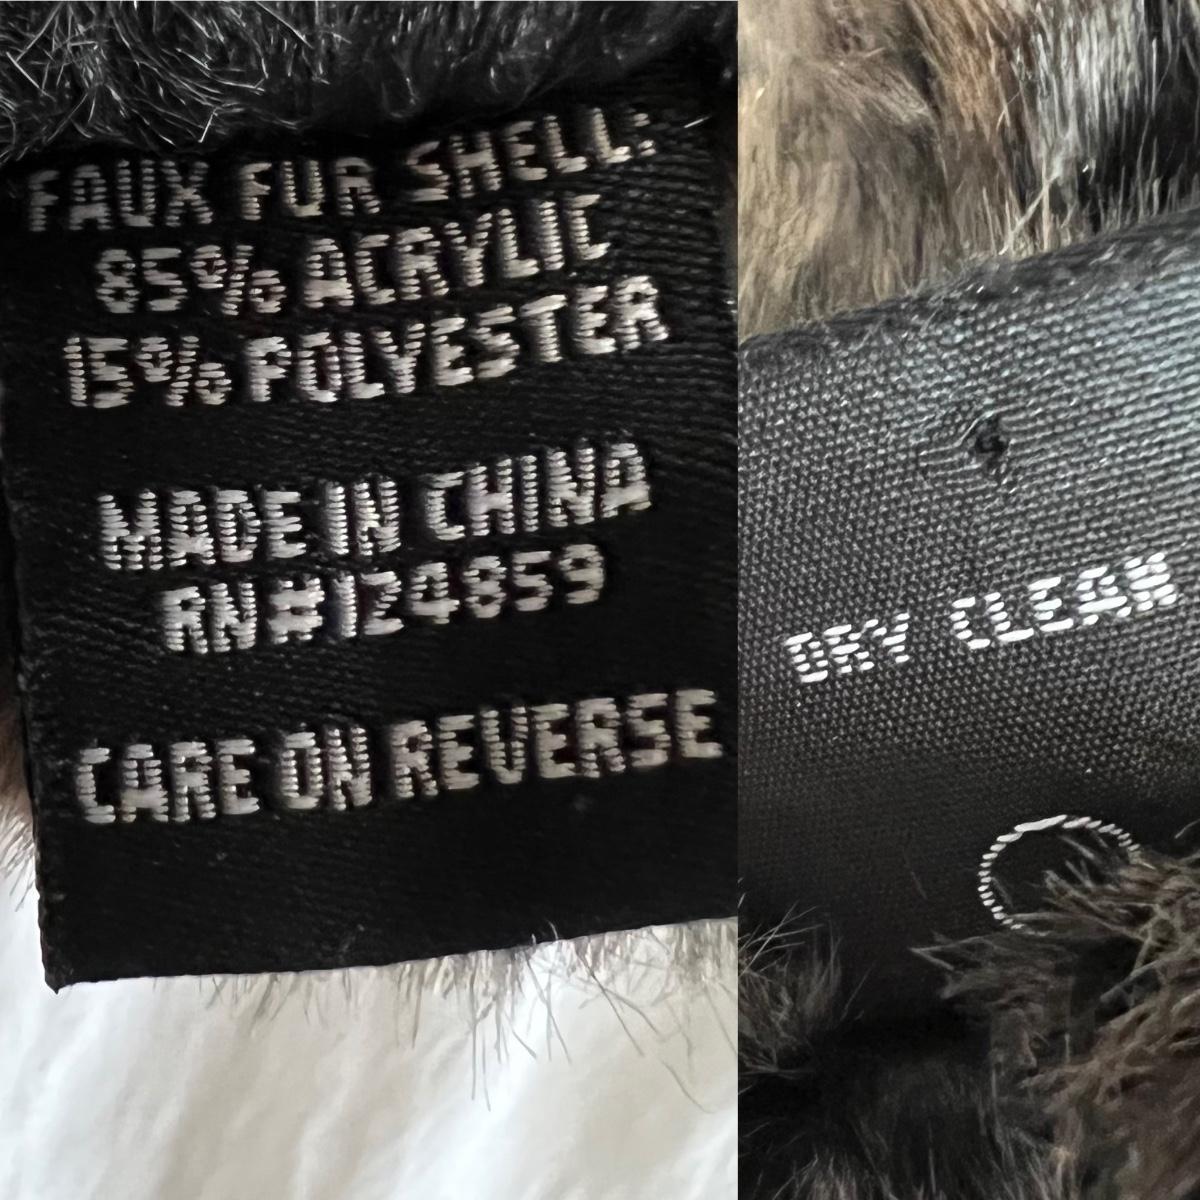 FAUX FUR SHELL:
85% ACRYLIC
15% POLYESTER
MADE IN CHINA
RN#124859
CARE ON REVERSE
DRY CLEAN